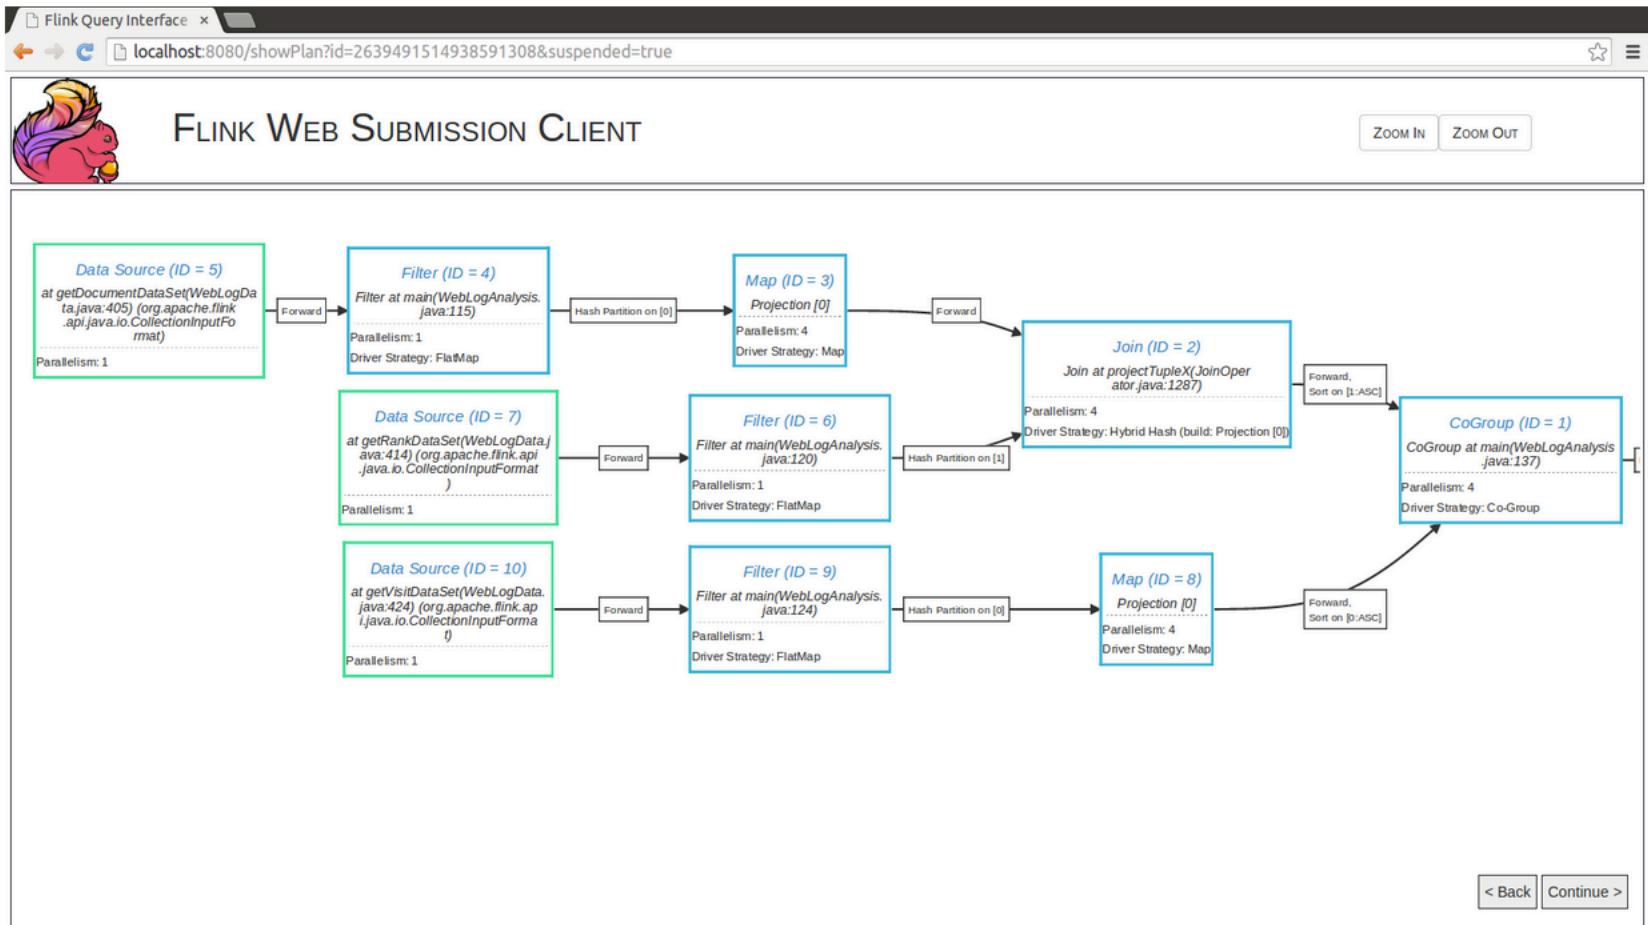 Flink Query Interface ×
localhost:8080/showPlan?id=2639491514938591308&suspended=true
FLINK WEB SUBMISSION CLIENT
ZOOM IN
ZOOM OUT
Data Source (ID = 5)
at getDocumentDataSet(WebLogDa
ta.java:405) (org.apache.flink
.api.java.io.CollectionInputFo
rmat)
Parallelism: 1
Forward
Filter (ID = 4)
Filter at main(WebLogAnalysis.
java:115)
Parallelism: 1
Driver Strategy: FlatMap
Hash Partition on [0]
Map (ID = 3)
Projection [0]
Parallelism: 4
Driver Strategy: Map
Forward
Join (ID = 2)
Join at projectTupleX(JoinOper
ator.java:1287)
Parallelism: 4
Driver Strategy: Hybrid Hash (build: Projection [0])
Forward,
Sort on [1:ASC]
CoGroup (ID = 1)
CoGroup at main(WebLogAnalysis
.java:137)
Parallelism: 4
Driver Strategy: Co-Group
Data Source (ID = 7)
at getRankDataSet(WebLogData.j
ava:414) (org.apache.flink.api
.java.io.CollectionInputFormat
)
Parallelism: 1
Forward
Filter (ID = 6)
Filter at main(WebLogAnalysis.
java:120)
Parallelism: 1
Driver Strategy: FlatMap
Hash Partition on [1]
Data Source (ID = 10)
at getVisitDataSet(WebLogData.
java:424) (org.apache.flink.ap
i.java.io.CollectionInputForma
t)
Parallelism: 1
Forward
Filter (ID = 9)
Filter at main(WebLogAnalysis.
java:124)
Parallelism: 1
Driver Strategy: FlatMap
Hash Partition on [0]
Map (ID = 8)
Projection [0]
Parallelism: 4
Driver Strategy: Map
Forward,
Sort on [0:ASC]
< Back
Continue >